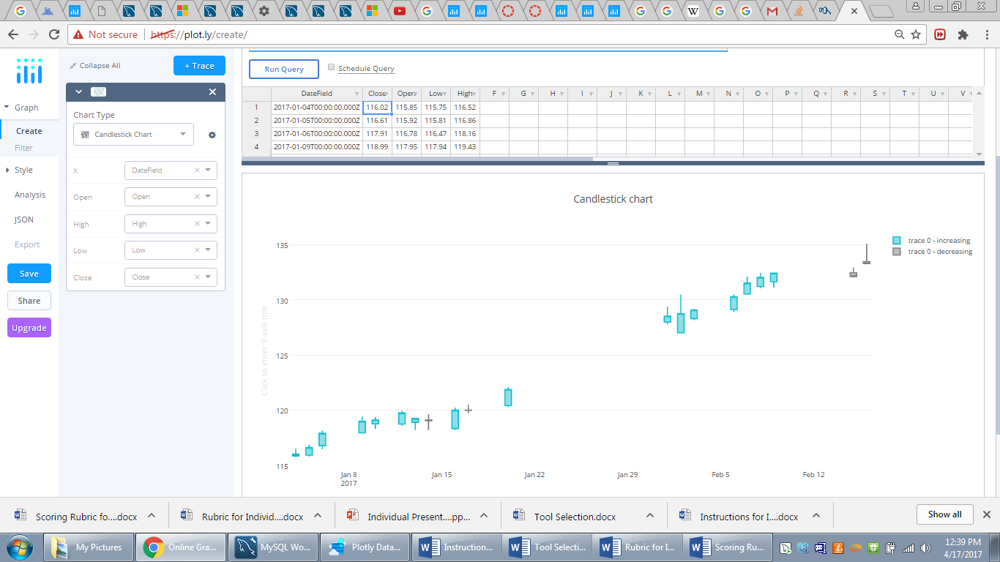 Not secure | https://plot.ly/create/
Collapse All
+ Trace
Run Query
Schedule Query
Graph
Create
Filter
Style
Analysis
JSON
Export
Save
Share
Upgrade
Chart Type
Candlestick Chart
X DateField
Open Open
High High
Low Low
Close Close
DateField Close Open Low High F G H I J K L M N O P Q R S T U V
1 2017-01-04T00:00:00.000Z 116.02 115.85 115.75 116.52
2 2017-01-05T00:00:00.000Z 116.61 115.92 115.81 116.86
3 2017-01-06T00:00:00.000Z 117.91 116.78 116.47 118.16
4 2017-01-09T00:00:00.000Z 118.99 117.95 117.94 119.43
Candlestick chart
trace 0 - increasing
trace 0 - decreasing
Click to enter Y axis title
135
130
125
120
115
Jan 8 Jan 15 Jan 22 Jan 29 Feb 5 Feb 12
2017
Scoring Rubric fo....docx Rubric for Individ....docx Individual Present....pp... Tool Selection.docx Instructions for I....docx Show all
My Pictures Online Gra... MySQL Wo... Plotly Data... Instruction... Tool Selecti... Rubric for I... Scoring Ru...
12:39 PM
4/17/2017